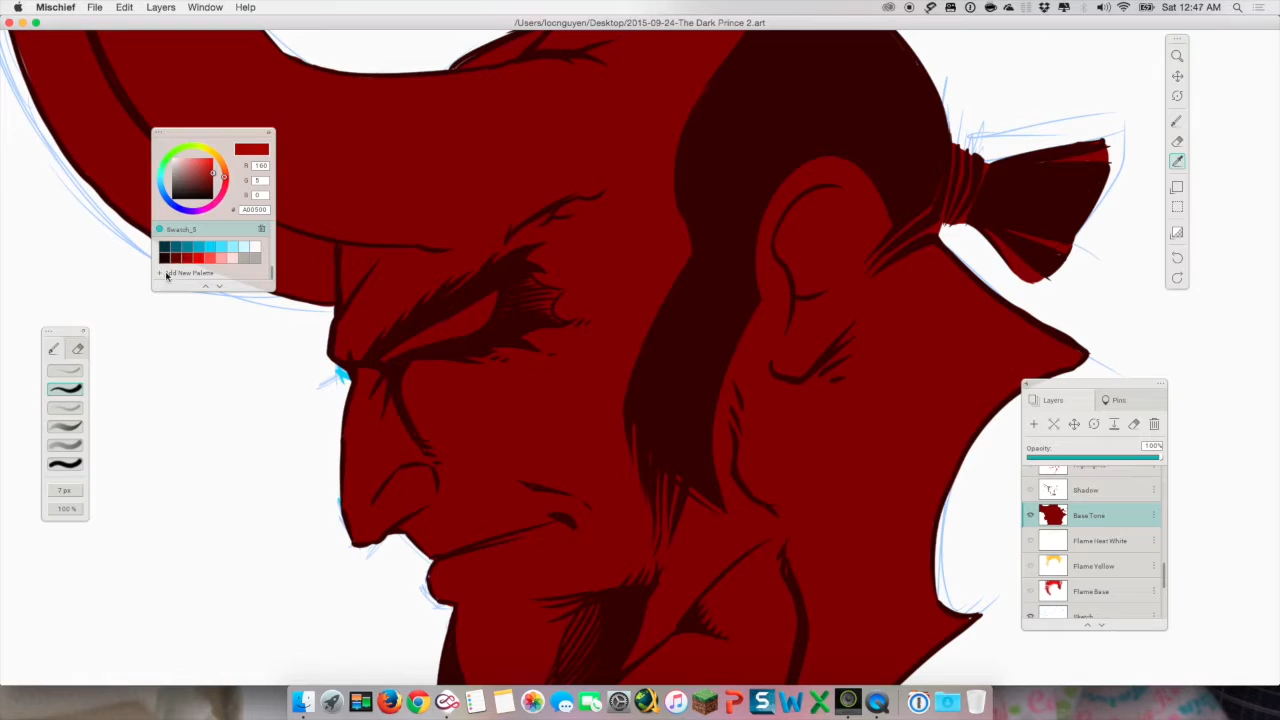 Mischief File Edit Layers Window Help
Sat 12:47 AM
/Users/locnguyen/Desktop/2015-09-24-The Dark Prince 2.art
R 160
G 5
B 0
# A00500
Swatch_5
+ Add New Palette
7 px
100 %
Layers Pins
Opacity: 100%
Shadow
Base Tone
Flame Heat White
Flame Yellow
Flame Base
Sketch